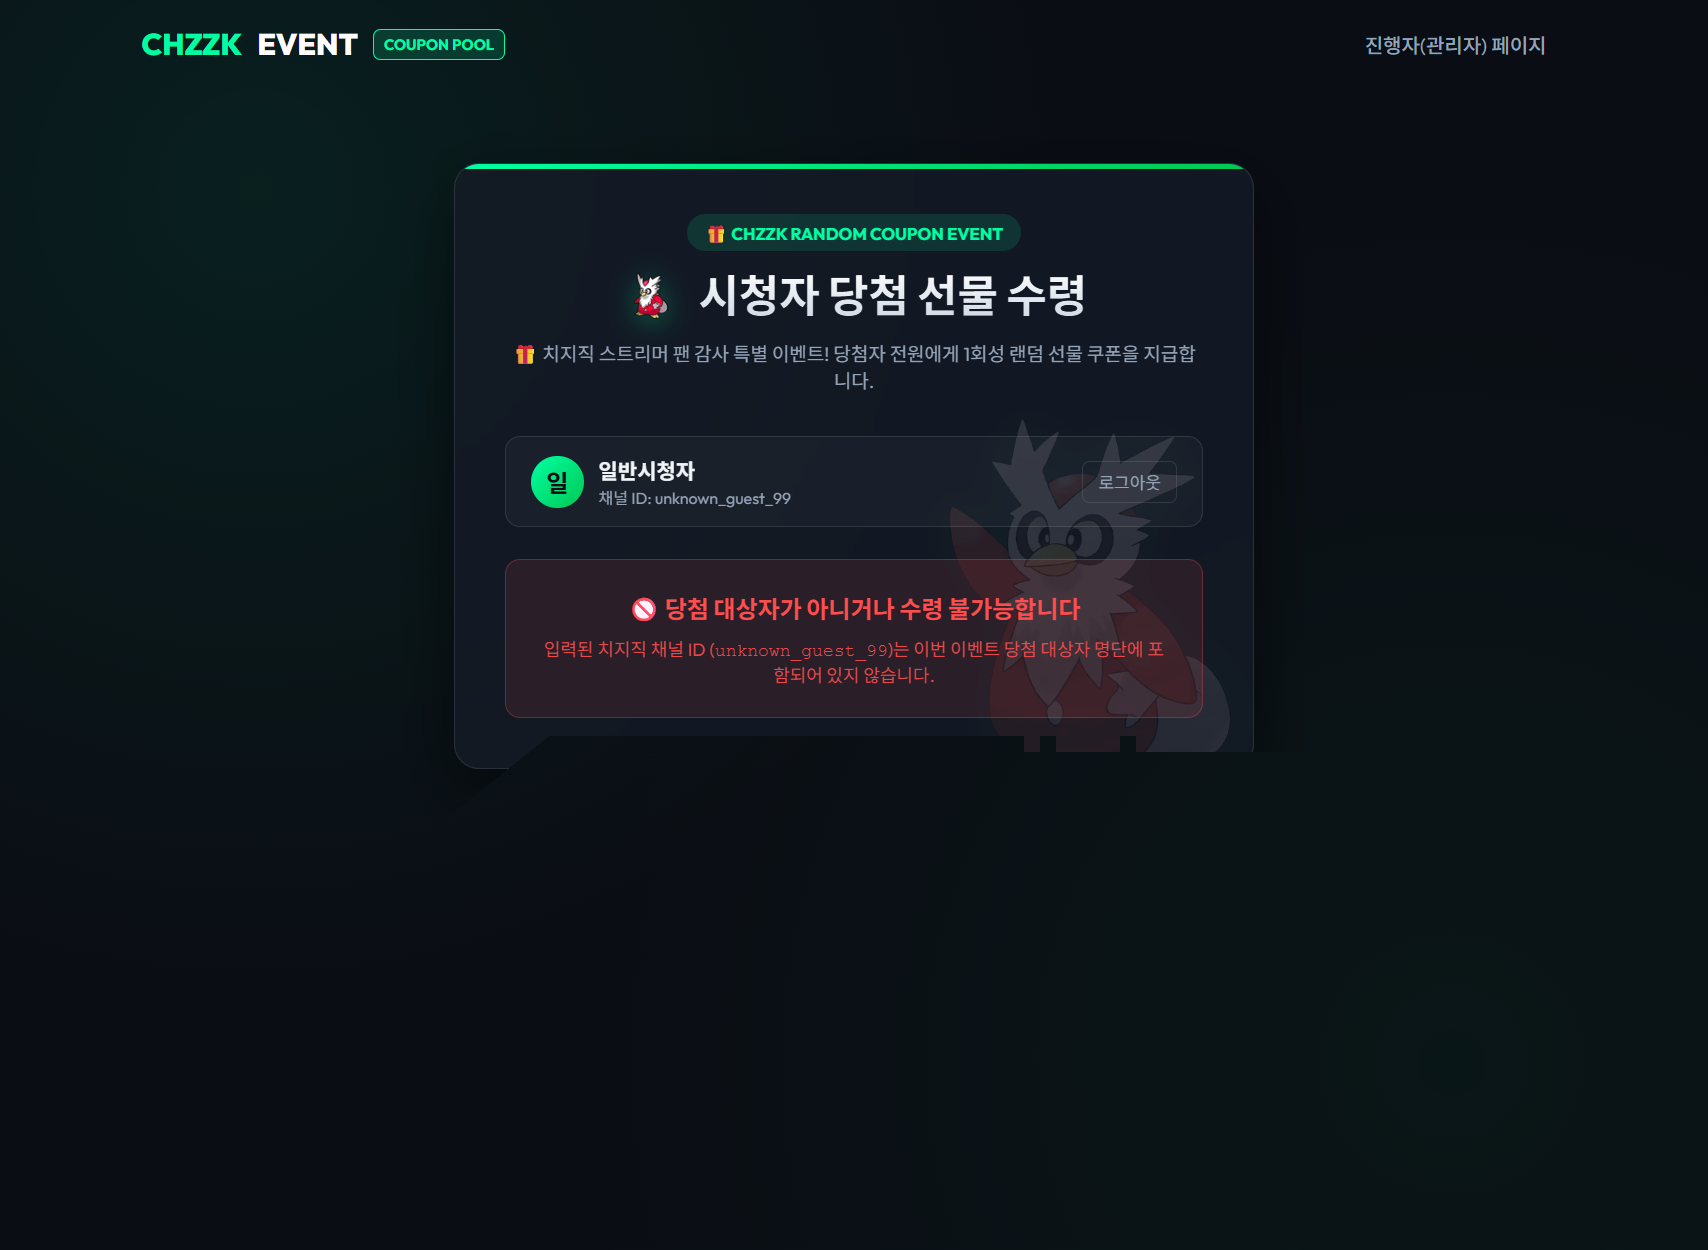 CHZZK EVENT COUPON POOL
진행자(관리자) 페이지
CHZZK RANDOM COUPON EVENT
시청자 당첨 선물 수령
치지직 스트리머 팬 감사 특별 이벤트! 당첨자 전원에게 1회성 랜덤 선물 쿠폰을 지급합
니다.
일
일반시청자
채널 ID: unknown_guest_99
로그아웃
당첨 대상자가 아니거나 수령 불가능합니다
입력된 치지직 채널 ID (unknown_guest_99)는 이번 이벤트 당첨 대상자 명단에 포
함되어 있지 않습니다.